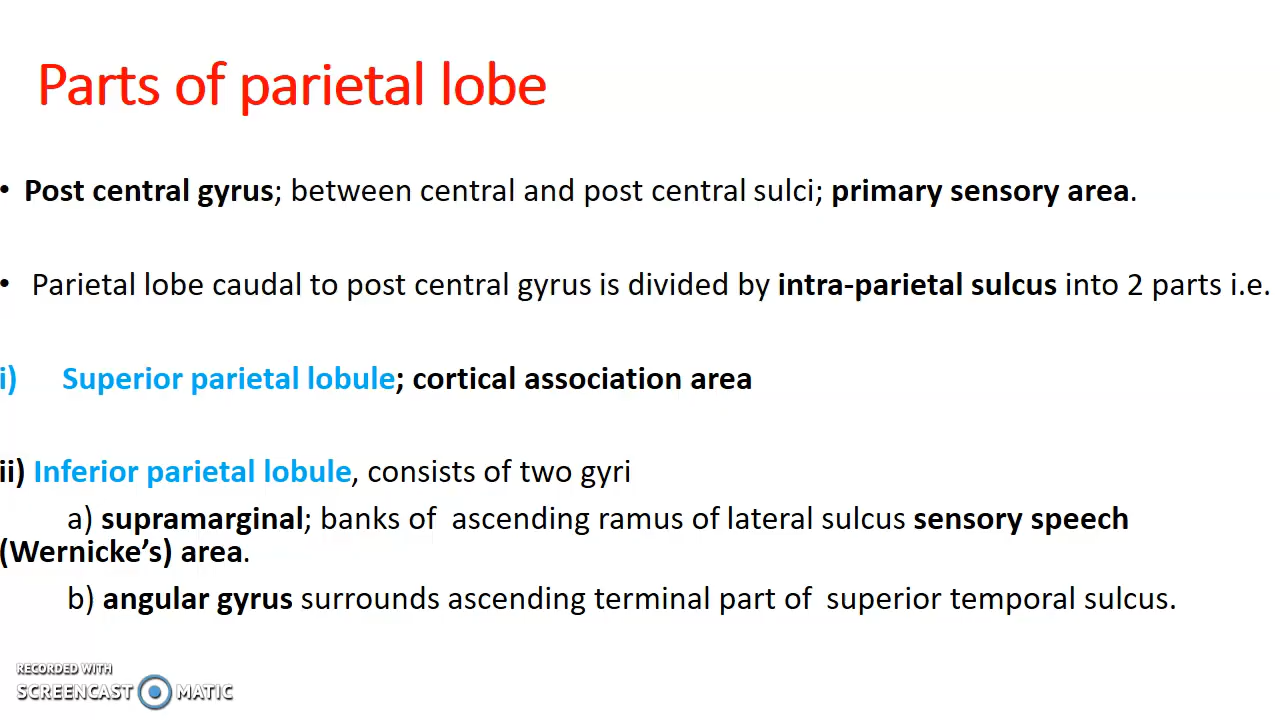 Parts of parietal lobe
• Post central gyrus; between central and post central sulci; primary sensory area.
• Parietal lobe caudal to post central gyrus is divided by intra-parietal sulcus into 2 parts i.e.
i) Superior parietal lobule; cortical association area
ii) Inferior parietal lobule, consists of two gyri
a) supramarginal; banks of ascending ramus of lateral sulcus sensory speech
(Wernicke’s) area.
b) angular gyrus surrounds ascending terminal part of superior temporal sulcus.
RECORDED WITH
SCREENCAST MATIC